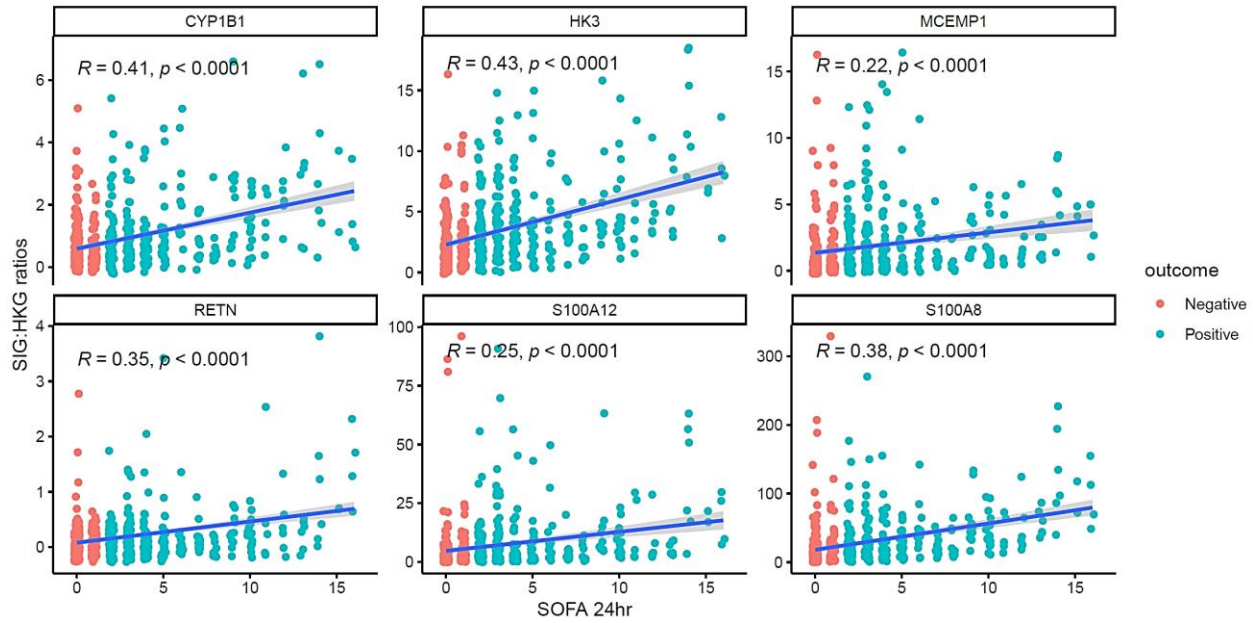 CYP1B1
HK3
MCEMP1
R = 0.41, p < 0.0001
R = 0.43, p < 0.0001
R = 0.22, p < 0.0001
6
4
2
0
15
10
5
0
15
10
5
0
SIG:HKG ratios
RETN
S100A12
S100A8
R = 0.35, p < 0.0001
R = 0.25, p < 0.0001
R = 0.38, p < 0.0001
4
3
2
1
0
100
75
50
25
0
300
200
100
0
0 5 10 15
0 5 10 15
0 5 10 15
SOFA 24hr
outcome
Negative
Positive